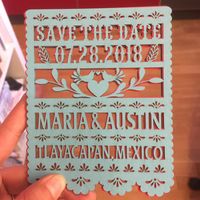 SAVE THE DATE
07.28.2018
MARIA & AUSTIN
TLAYACAPAN, MEXICO